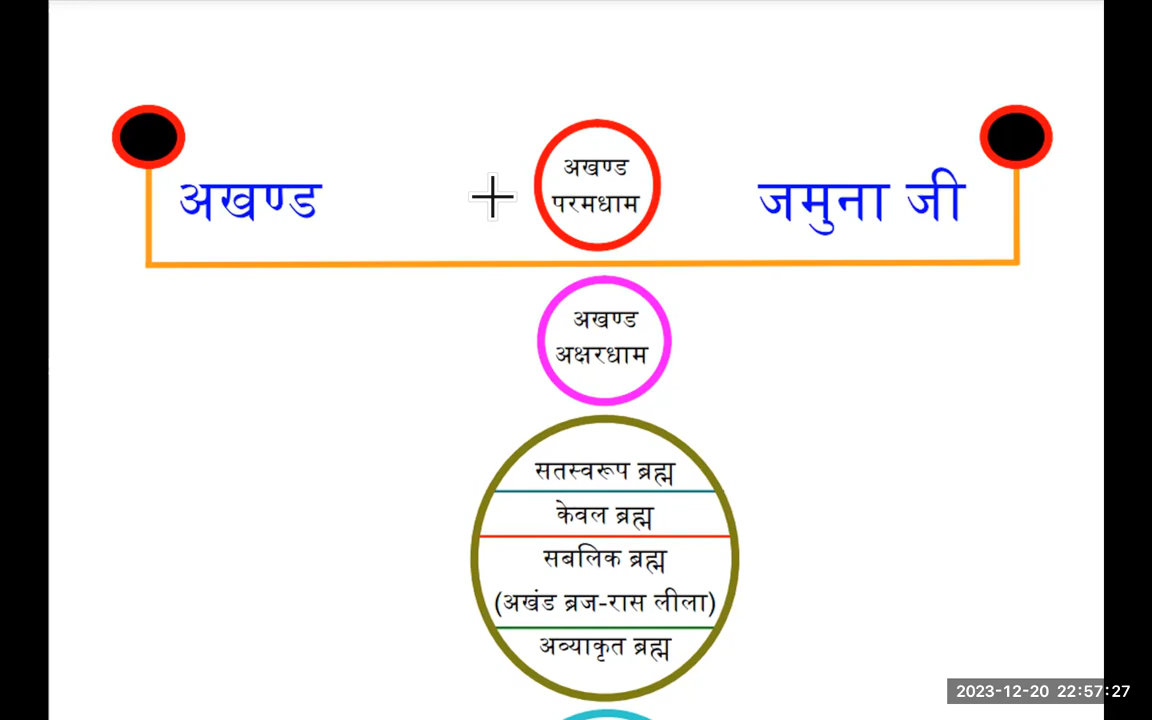 अखण्ड
परमधाम
अखण्ड
जमुना जी
अखण्ड
अक्षरधाम
सतस्वरूप ब्रह्म
केवल ब्रह्म
सबलिक ब्रह्म
(अखंड ब्रज-रास लीला)
अव्याकृत ब्रह्म
2023-12-20 22:57:27